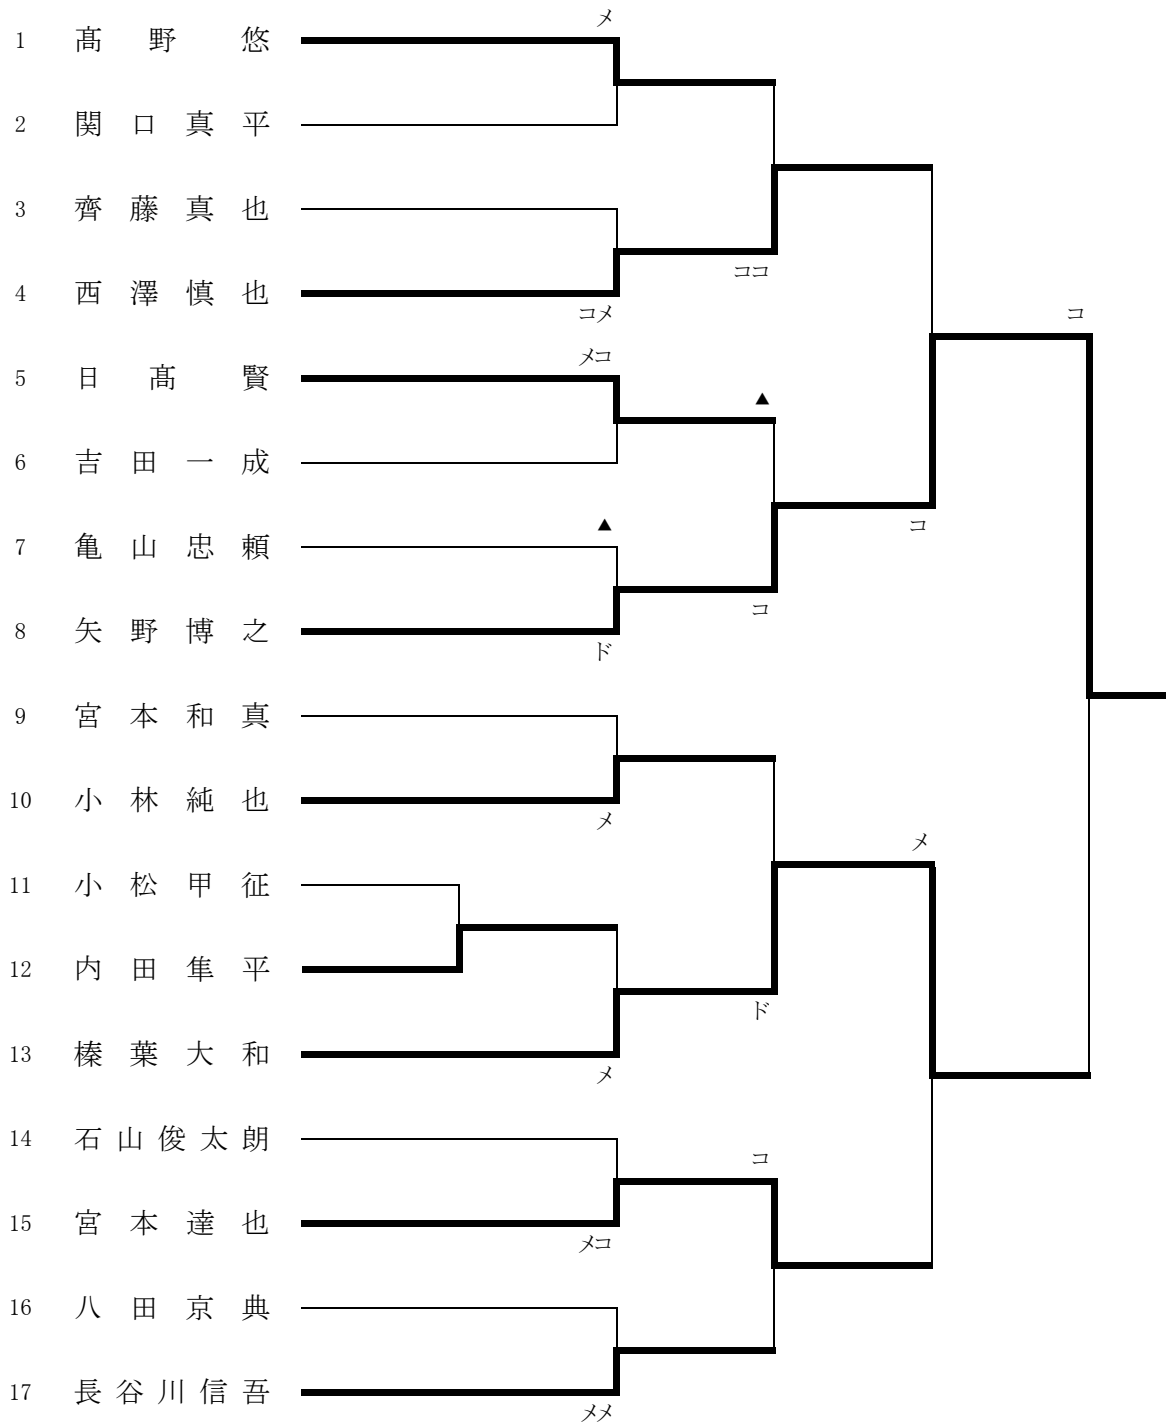 メ
1 髙野 悠
2 関口真平
3 齊藤真也
ココ
4 西澤慎也
コメ
コ
メコ
5 日髙 賢
▲
6 吉田一成
▲
コ
7 亀山忠頼
コ
8 矢野博之
ド
9 宮本和真
10 小林純也
メ
メ
11 小松甲征
12 内田隼平
ド
13 榛葉大和
メ
14 石山俊太朗
コ
15 宮本達也
メコ
16 八田京典
17 長谷川信吾
メメ